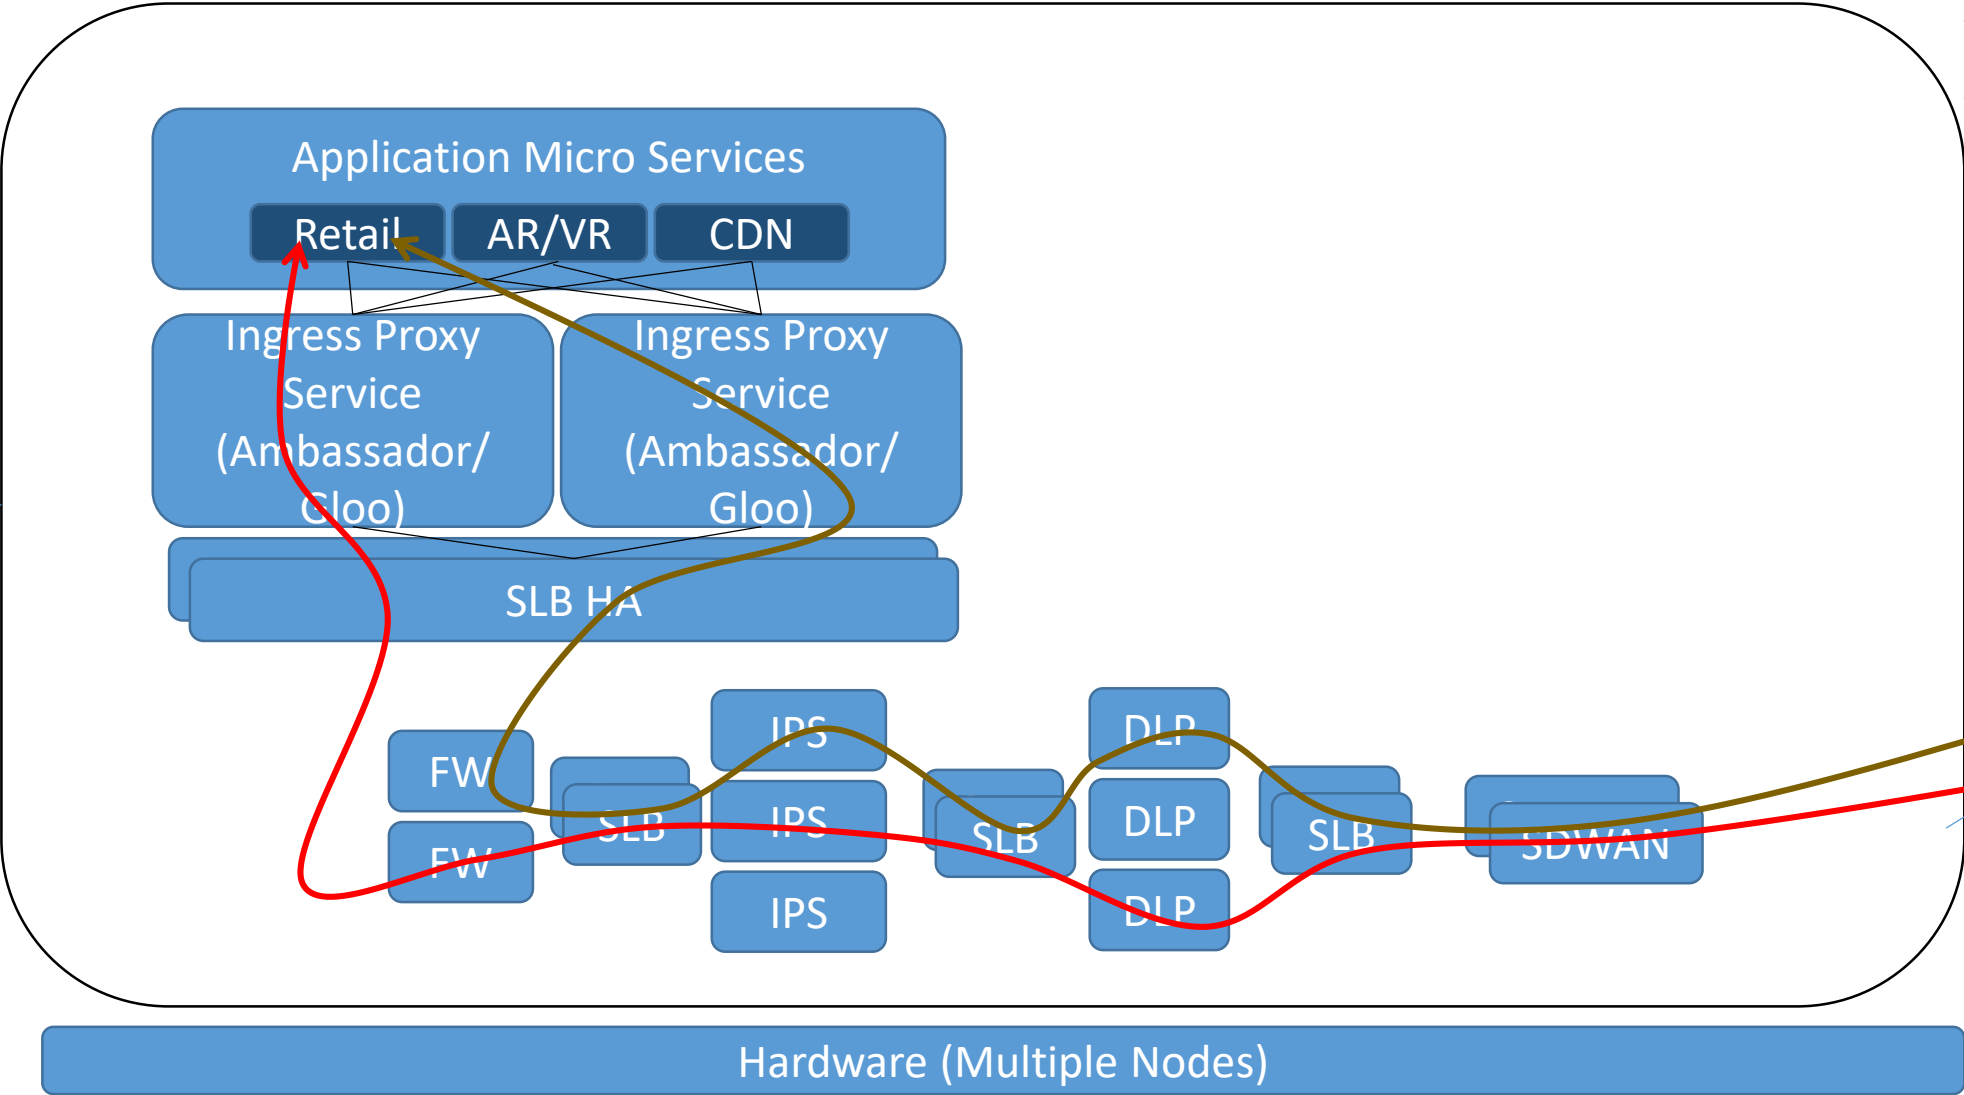 Application Micro Services
Retail
AR/VR
CDN
Ingress Proxy
Service
(Ambassador/
Gloo)
Ingress Proxy
Service
(Ambassador/
Gloo)
SLB HA
FW
FW
SLB
IPS
IPS
IPS
SLB
DLP
DLP
DLP
SLB
SDWAN
Hardware (Multiple Nodes)